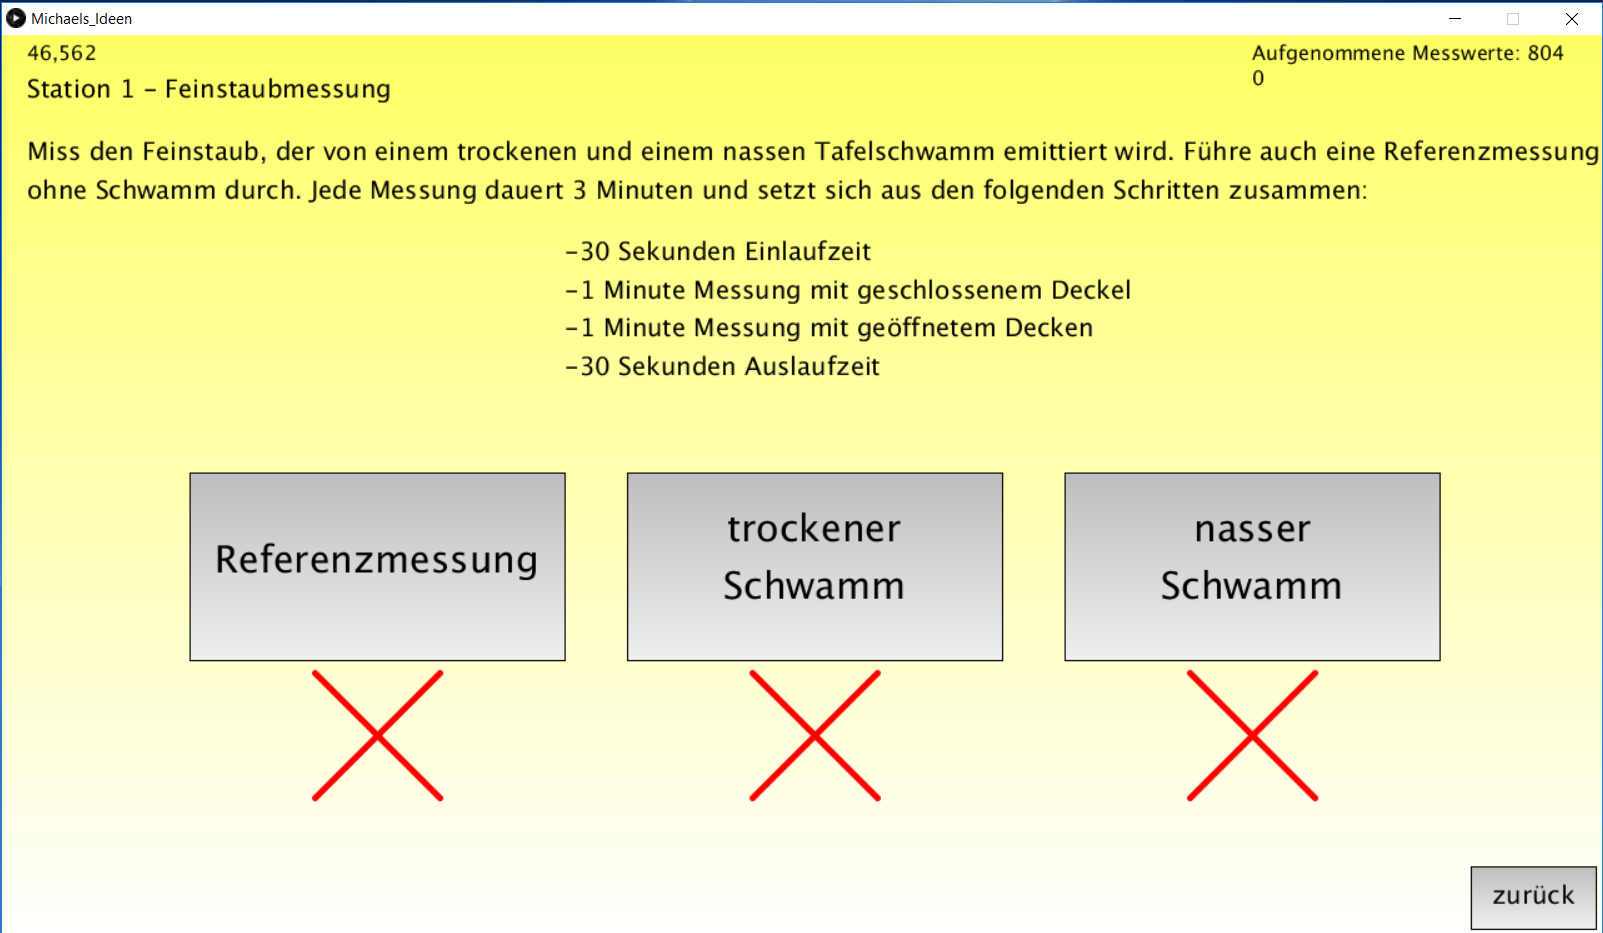 Michaels_Ideen
46,562
Aufgenommene Messwerte: 804
0
Station 1 – Feinstaubmessung
Miss den Feinstaub, der von einem trockenen und einem nassen Tafelschwamm emittiert wird. Führe auch eine Referenzmessung
ohne Schwamm durch. Jede Messung dauert 3 Minuten und setzt sich aus den folgenden Schritten zusammen:
–30 Sekunden Einlaufzeit
–1 Minute Messung mit geschlossenem Deckel
–1 Minute Messung mit geöffnetem Decken
–30 Sekunden Auslaufzeit
Referenzmessung
trockener
Schwamm
nasser
Schwamm
zurück